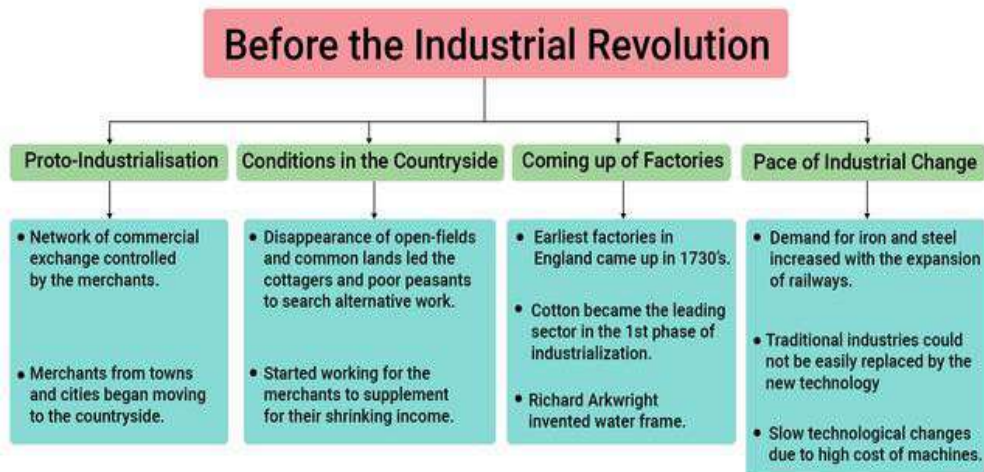 Before the Industrial Revolution
Proto-Industrialisation
• Network of commercial
exchange controlled
by the merchants.
• Merchants from towns
and cities began moving
to the countryside.
Conditions in the Countryside
• Disappearance of open-fields
and common lands led the
cottagers and poor peasants
to search alternative work.
• Started working for the
merchants to supplement
for their shrinking income.
Coming up of Factories
• Earliest factories in
England came up in 1730's.
• Cotton became the leading
sector in the 1st phase of
industrialization.
• Richard Arkwright
invented water frame.
Pace of Industrial Change
• Demand for iron and steel
increased with the expansion
of railways.
• Traditional industries could
not be easily replaced by the
new technology
• Slow technological changes
due to high cost of machines.